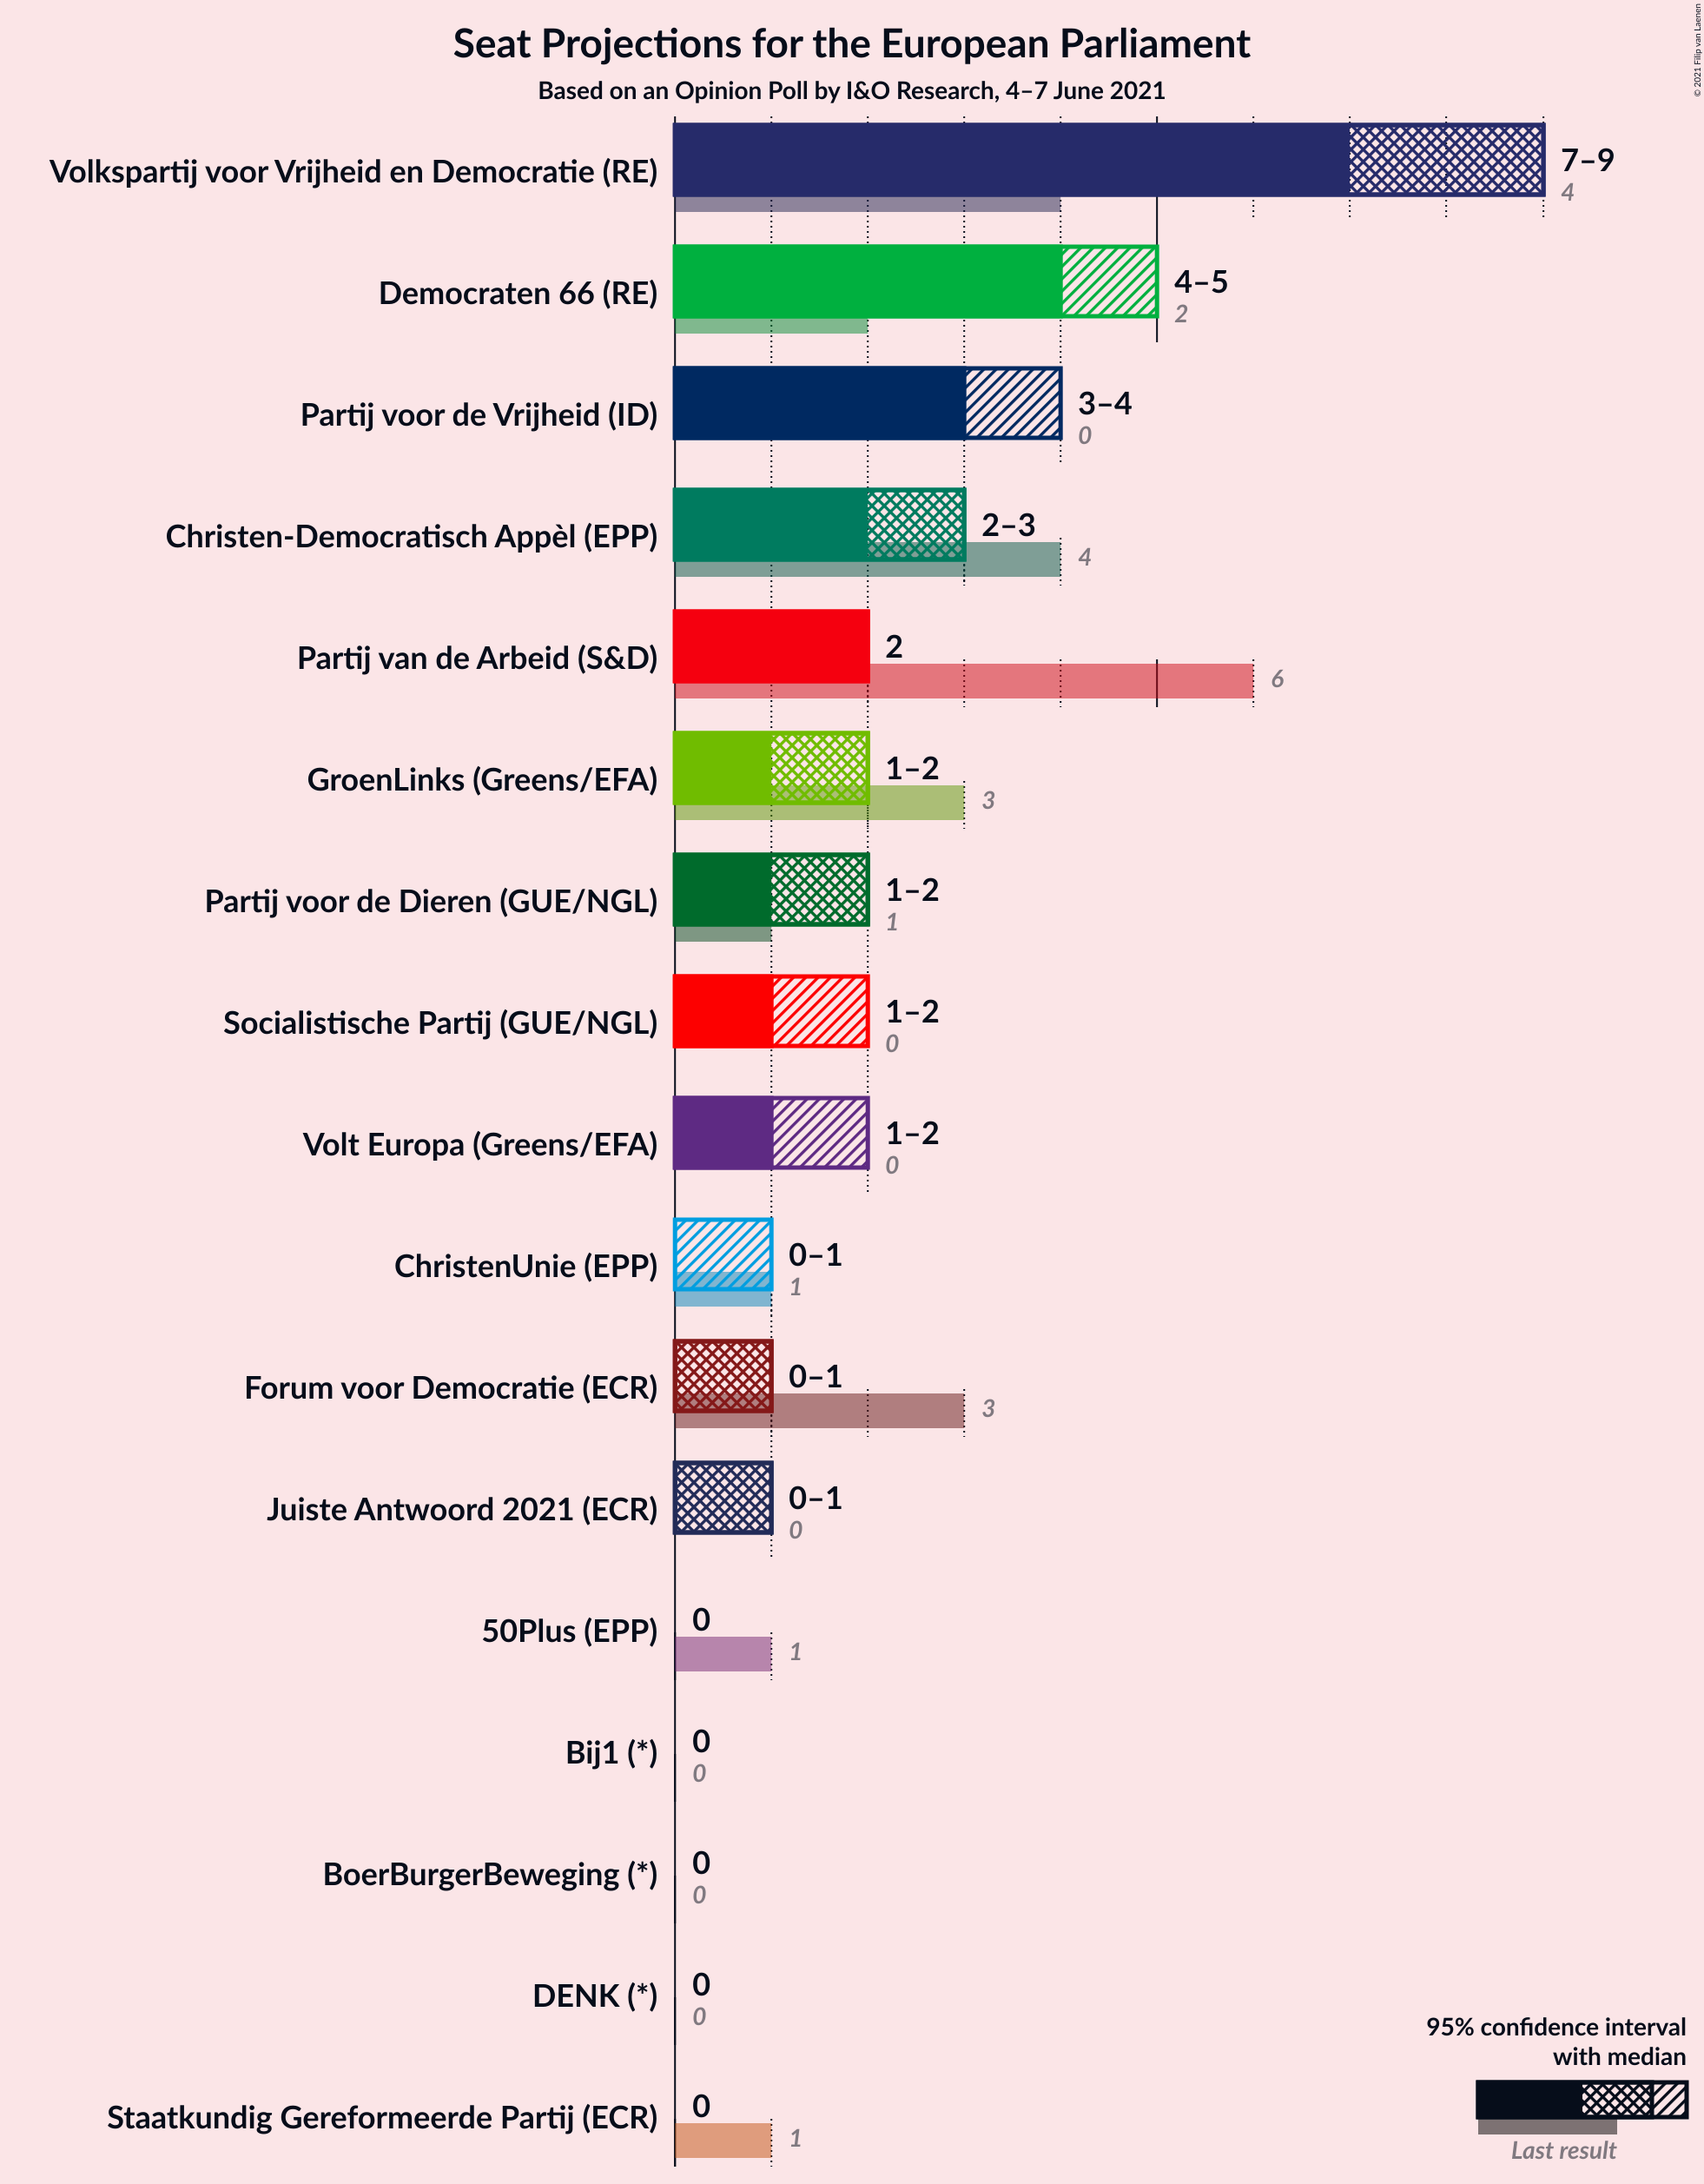 Seat Projections for the European Parliament
Based on an Opinion Poll by I&O Research, 4–7 June 2021
© 2021 Filip van Laenen
Volkspartij voor Vrijheid en Democratie (RE)
7–9
4
Democraten 66 (RE)
4–5
2
Partij voor de Vrijheid (ID)
3–4
0
Christen-Democratisch Appèl (EPP)
2–3
4
Partij van de Arbeid (S&D)
2
6
GroenLinks (Greens/EFA)
1–2
3
Partij voor de Dieren (GUE/NGL)
1–2
1
Socialistische Partij (GUE/NGL)
1–2
0
Volt Europa (Greens/EFA)
1–2
0
ChristenUnie (EPP)
0–1
1
Forum voor Democratie (ECR)
0–1
3
Juiste Antwoord 2021 (ECR)
0–1
0
50Plus (EPP)
0
1
Bij1 (*)
0
0
BoerBurgerBeweging (*)
0
0
DENK (*)
0
0
Staatkundig Gereformeerde Partij (ECR)
0
1
95% confidence interval
with median
Last result